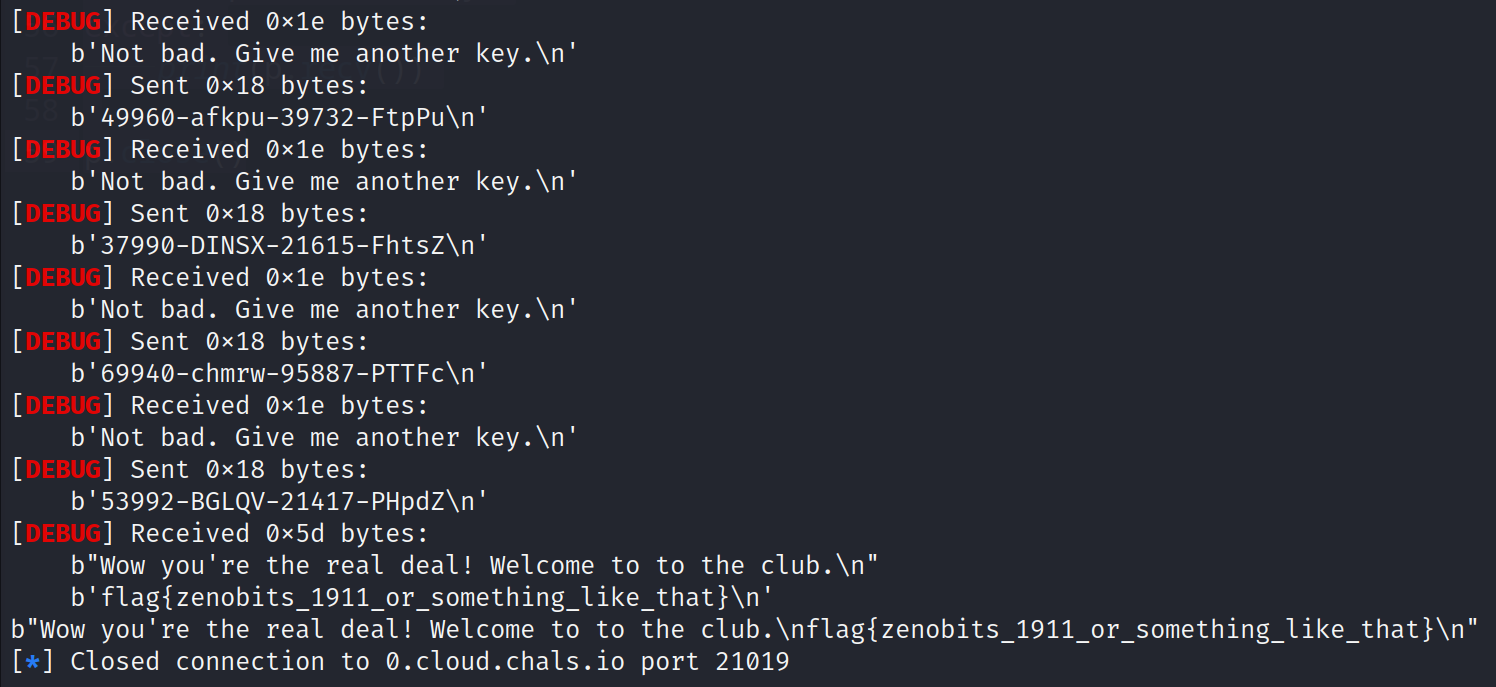 [DEBUG] Received 0×1e bytes:
b'Not bad. Give me another key.\n'
[DEBUG] Sent 0×18 bytes:
b'49960-afkpu-39732-FtpPu\n'
[DEBUG] Received 0×1e bytes:
b'Not bad. Give me another key.\n'
[DEBUG] Sent 0×18 bytes:
b'37990-DINSX-21615-FhtsZ\n'
[DEBUG] Received 0×1e bytes:
b'Not bad. Give me another key.\n'
[DEBUG] Sent 0×18 bytes:
b'69940-chmrw-95887-PTTFc\n'
[DEBUG] Received 0×1e bytes:
b'Not bad. Give me another key.\n'
[DEBUG] Sent 0×18 bytes:
b'53992-BGLQV-21417-PHpdZ\n'
[DEBUG] Received 0×5d bytes:
b"Wow you're the real deal! Welcome to to the club.\n"
b'flag{zenobits_1911_or_something_like_that}\n'
b"Wow you're the real deal! Welcome to to the club.\nflag{zenobits_1911_or_something_like_that}\n"
[*] Closed connection to 0.cloud.chals.io port 21019